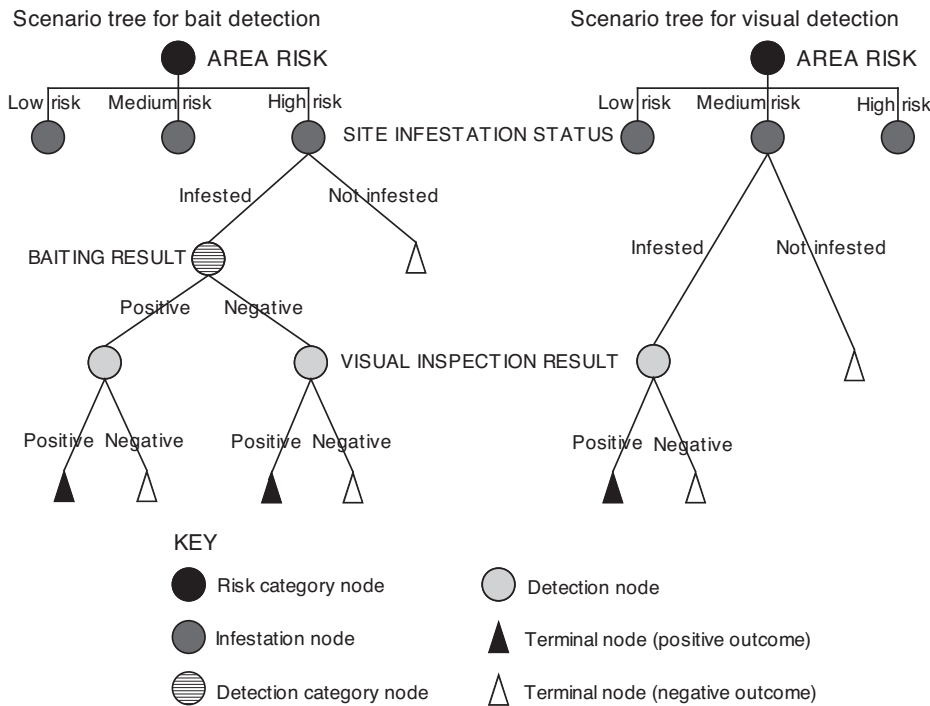 Scenario tree for bait detection
Scenario tree for visual detection
AREA RISK
AREA RISK
Low risk
Medium risk
High risk
Low risk
Medium risk
High risk
SITE INFESTATION STATUS
Infested
Not infested
Infested
Not infested
BAITING RESULT
Positive
Negative
VISUAL INSPECTION RESULT
Positive
Negative
Positive
Negative
Positive
Negative
KEY
Risk category node
Detection node
Infestation node
Terminal node (positive outcome)
Detection category node
Terminal node (negative outcome)